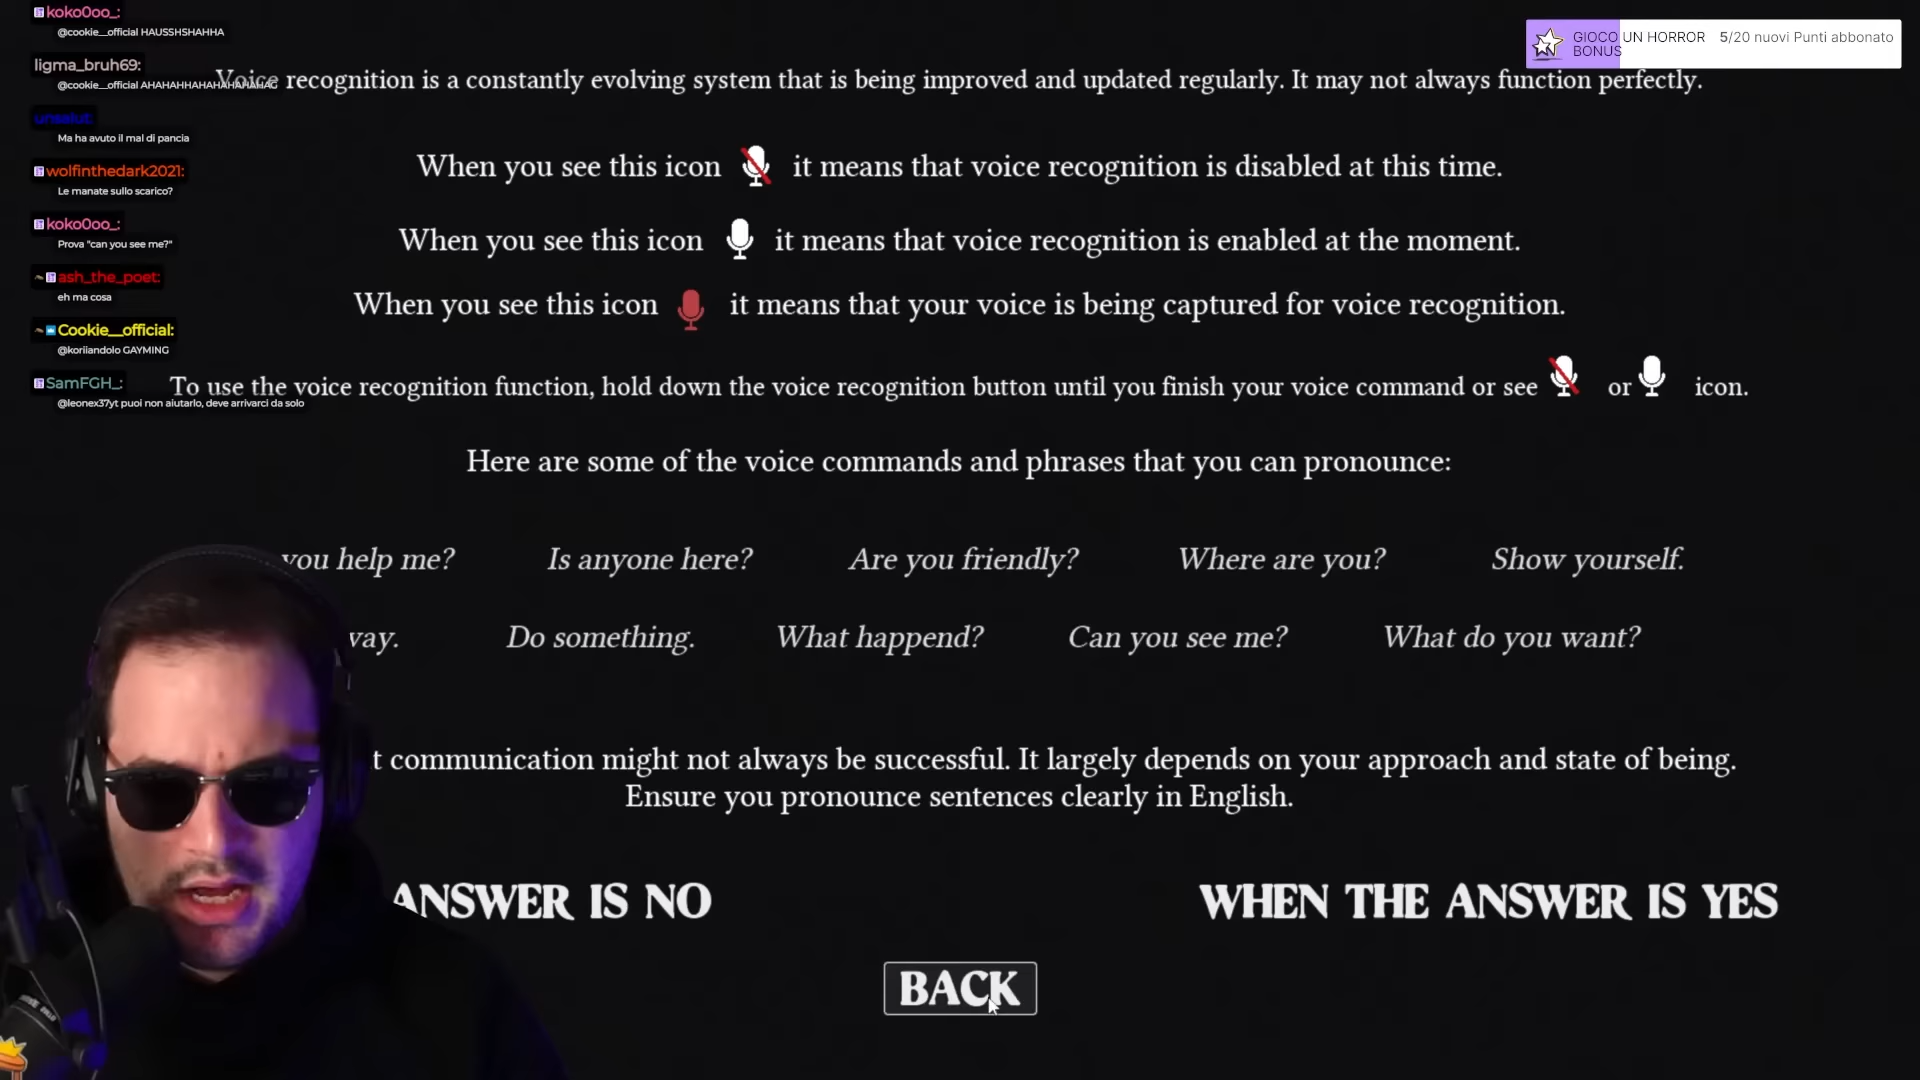 koko0oo_:
@cookie__official HAUSSHSHAHHA
ligma_bruh69:
@cookie__official AHAHAHHAHAHAHAHAHAG
unsalut:
Ma ha avuto il mal di pancia
wolfinthedark2021:
Le manate sullo scarico?
koko0oo_:
Prova "can you see me?"
ash_the_poet:
eh ma cosa
Cookie__official:
@koriiandolo GAYMING
SamFGH_:
@leonex37yt puoi non aiutarlo, deve arrivarci da solo
GIOCO UN HORROR 5/20 nuovi Punti abbonato
BONUS
Voice recognition is a constantly evolving system that is being improved and updated regularly. It may not always function perfectly.
When you see this icon it means that voice recognition is disabled at this time.
When you see this icon it means that voice recognition is enabled at the moment.
When you see this icon it means that your voice is being captured for voice recognition.
To use the voice recognition function, hold down the voice recognition button until you finish your voice command or see or icon.
Here are some of the voice commands and phrases that you can pronounce:
you help me? Is anyone here? Are you friendly? Where are you? Show yourself.
Do something. What happend? Can you see me? What do you want?
communication might not always be successful. It largely depends on your approach and state of being.
Ensure you pronounce sentences clearly in English.
ANSWER IS NO WHEN THE ANSWER IS YES
BACK